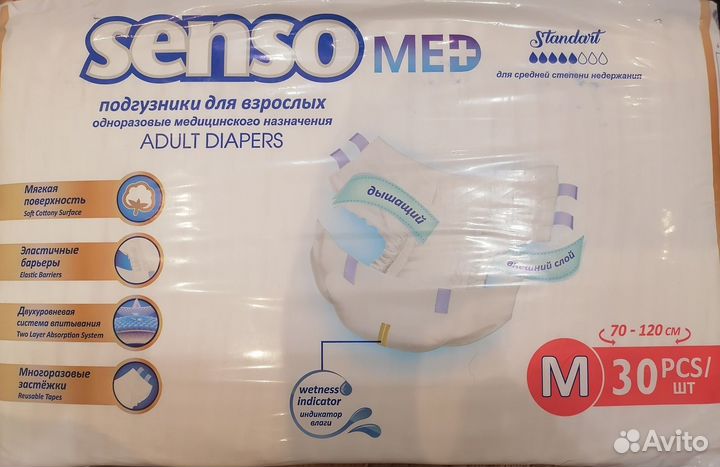 senso MED
Standart
для средней степени недержания
подгузники для взрослых
одноразовые медицинского назначения
ADULT DIAPERS
Мягкая
поверхность
Soft Cottony Surface
Эластичные
барьеры
Elastic Barriers
Двухуровневая
система впитывания
Two Layer Absorption System
Многоразовые
застёжки
Reusable Tapes
дышащий
внешний слой
wetness
indicator
индикатор
влаги
70 - 120 см
M 30 PCS/
ШТ
Avito